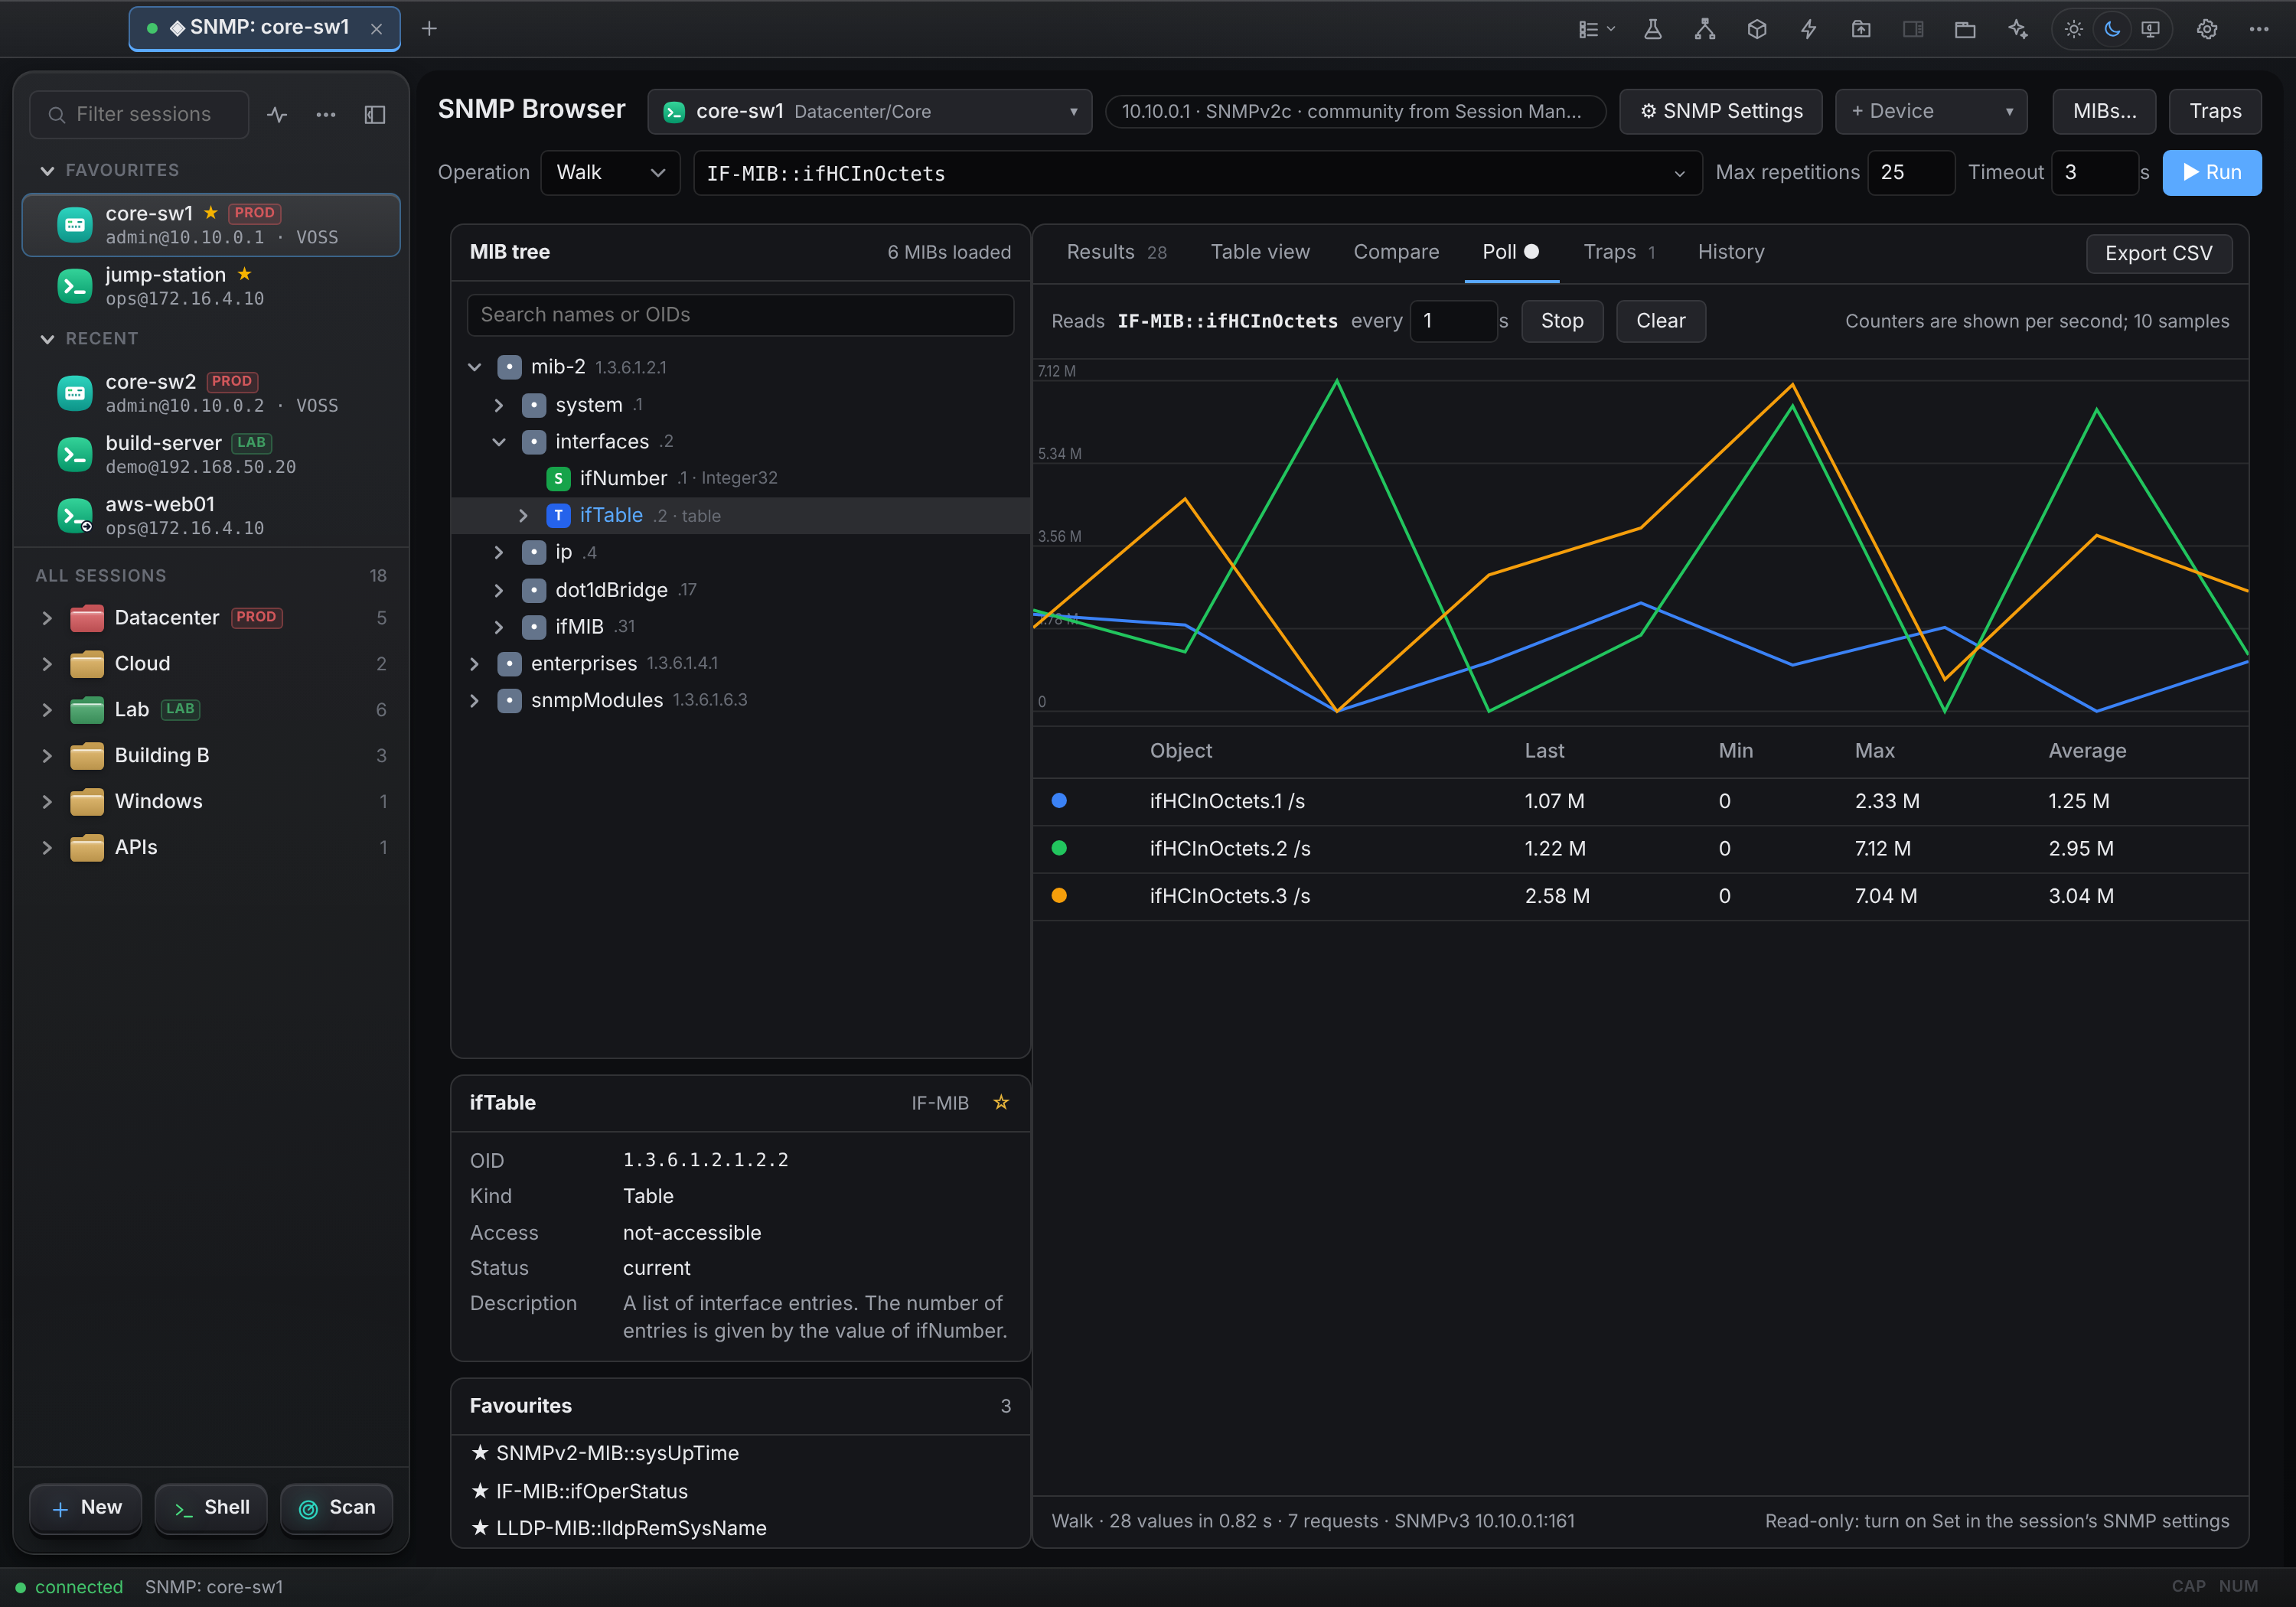 ◈ SNMP: core-sw1
Filter sessions
FAVOURITES
core-sw1 ★ PROD
admin@10.10.0.1 · VOSS
jump-station ★
ops@172.16.4.10
RECENT
core-sw2 PROD
admin@10.10.0.2 · VOSS
build-server LAB
demo@192.168.50.20
aws-web01
ops@172.16.4.10
ALL SESSIONS 18
Datacenter PROD 5
Cloud 2
Lab LAB 6
Building B 3
Windows 1
APIs 1
New Shell Scan
SNMP Browser core-sw1 Datacenter/Core 10.10.0.1 · SNMPv2c · community from Session Man... ⚙ SNMP Settings + Device MIBs... Traps
Operation Walk IF-MIB::ifHCInOctets Max repetitions 25 Timeout 3 s ▶ Run
MIB tree 6 MIBs loaded
Search names or OIDs
mib-2 1.3.6.1.2.1
system .1
interfaces .2
S ifNumber .1 · Integer32
T ifTable .2 · table
ip .4
dot1dBridge .17
ifMIB .31
enterprises 1.3.6.1.4.1
snmpModules 1.3.6.1.6.3
ifTable IF-MIB ☆
OID 1.3.6.1.2.1.2.2
Kind Table
Access not-accessible
Status current
Description A list of interface entries. The number of
entries is given by the value of ifNumber.
Favourites 3
★ SNMPv2-MIB::sysUpTime
★ IF-MIB::ifOperStatus
★ LLDP-MIB::lldpRemSysName
Results 28 Table view Compare Poll Traps 1 History Export CSV
Reads IF-MIB::ifHCInOctets every 1 s Stop Clear Counters are shown per second; 10 samples
7.12 M
5.34 M
3.56 M
1.78 M
0
Object Last Min Max Average
ifHCInOctets.1 /s 1.07 M 0 2.33 M 1.25 M
ifHCInOctets.2 /s 1.22 M 0 7.12 M 2.95 M
ifHCInOctets.3 /s 2.58 M 0 7.04 M 3.04 M
Walk · 28 values in 0.82 s · 7 requests · SNMPv3 10.10.0.1:161 Read-only: turn on Set in the session's SNMP settings
connected SNMP: core-sw1 CAP NUM